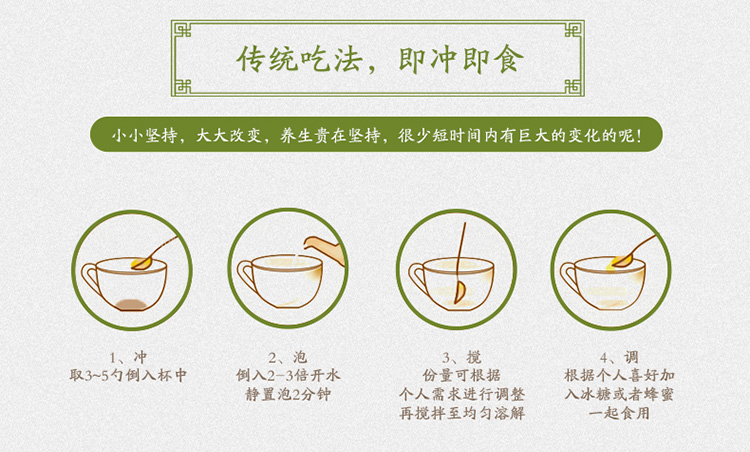 传统吃法，即冲即食
小小坚持，大大改变，养生贵在坚持，很少短时间内有巨大的变化的呢！
1、冲
取3~5勺倒入杯中
2、泡
倒入2-3倍开水
静置泡2分钟
3、搅
份量可根据
个人需求进行调整
再搅拌至均匀溶解
4、调
根据个人喜好加
入冰糖或者蜂蜜
一起食用